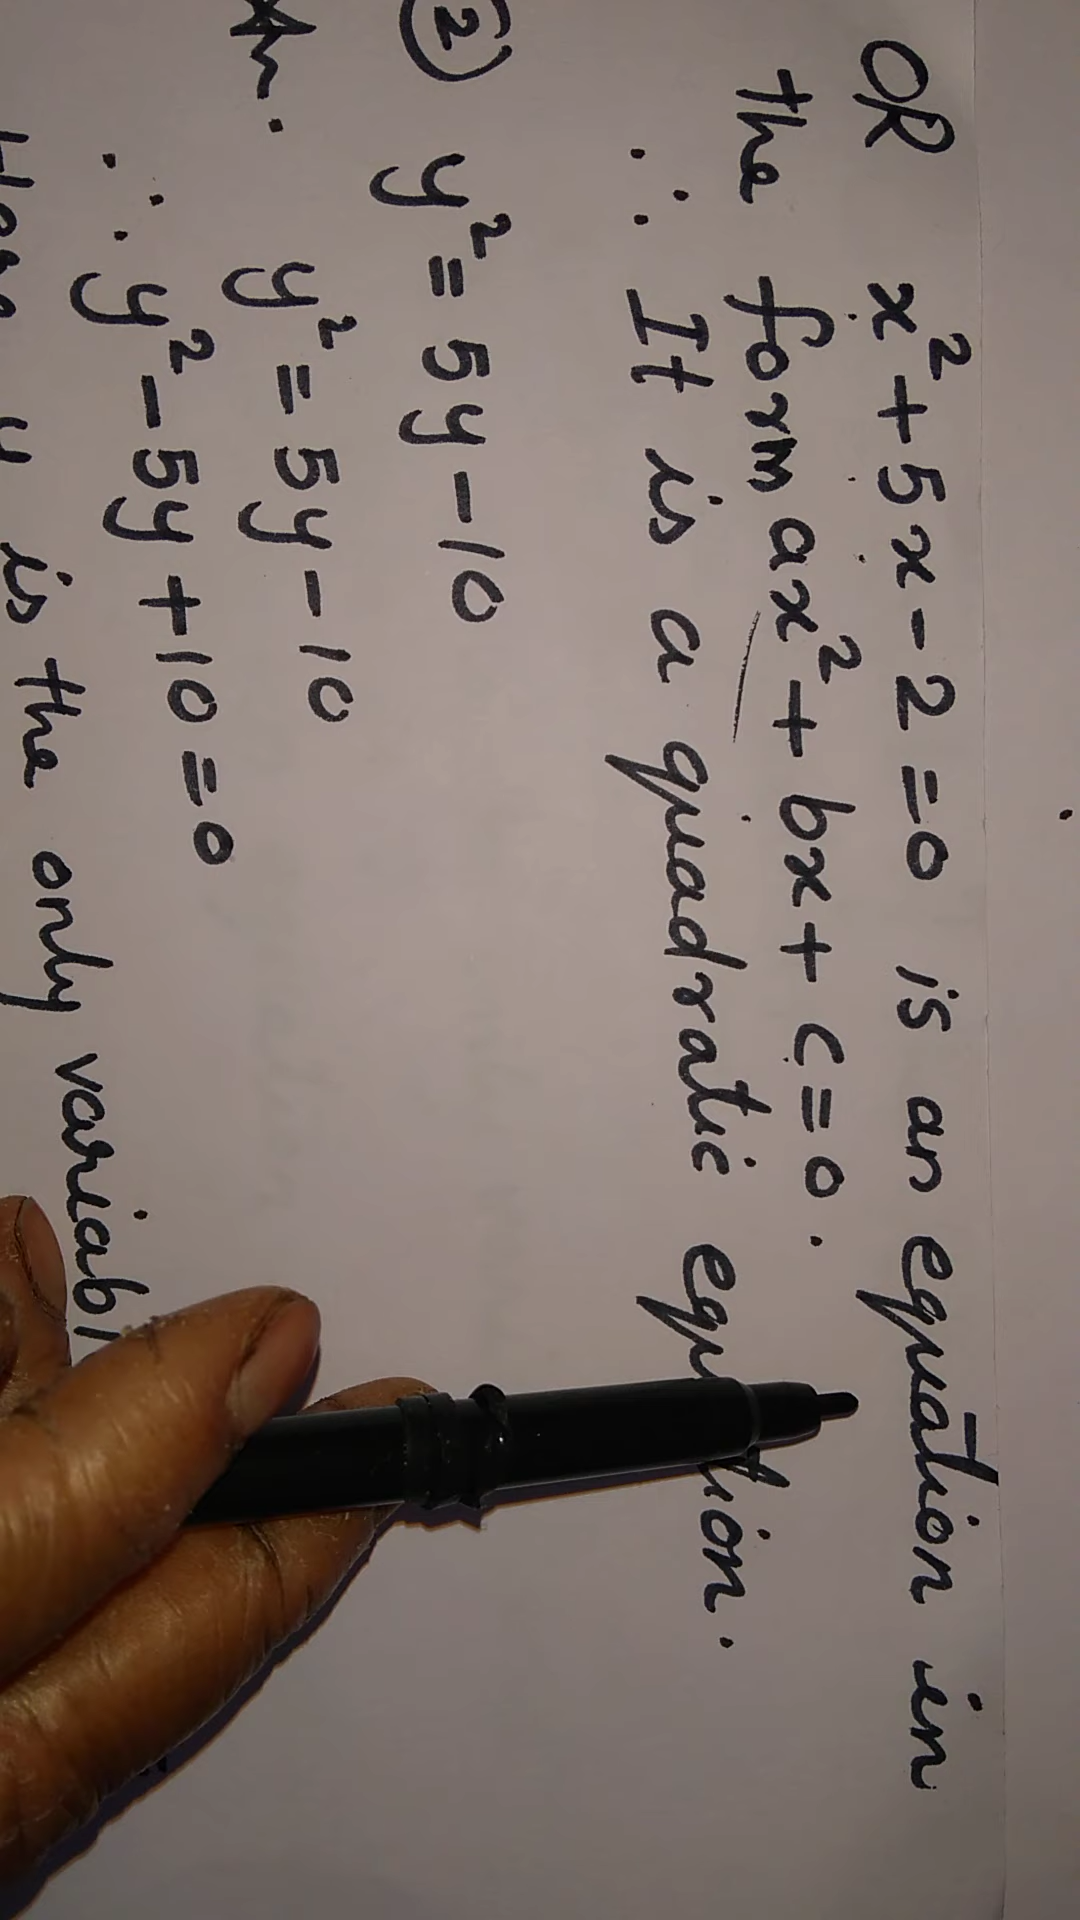 OR x² + 5x - 2 = 0 is an equation in
the form ax² + bx + c = 0.
∴ It is a quadratic equation.
② y² = 5y - 10
y² = 5y - 10
∴ y² - 5y + 10 = 0
y is the only